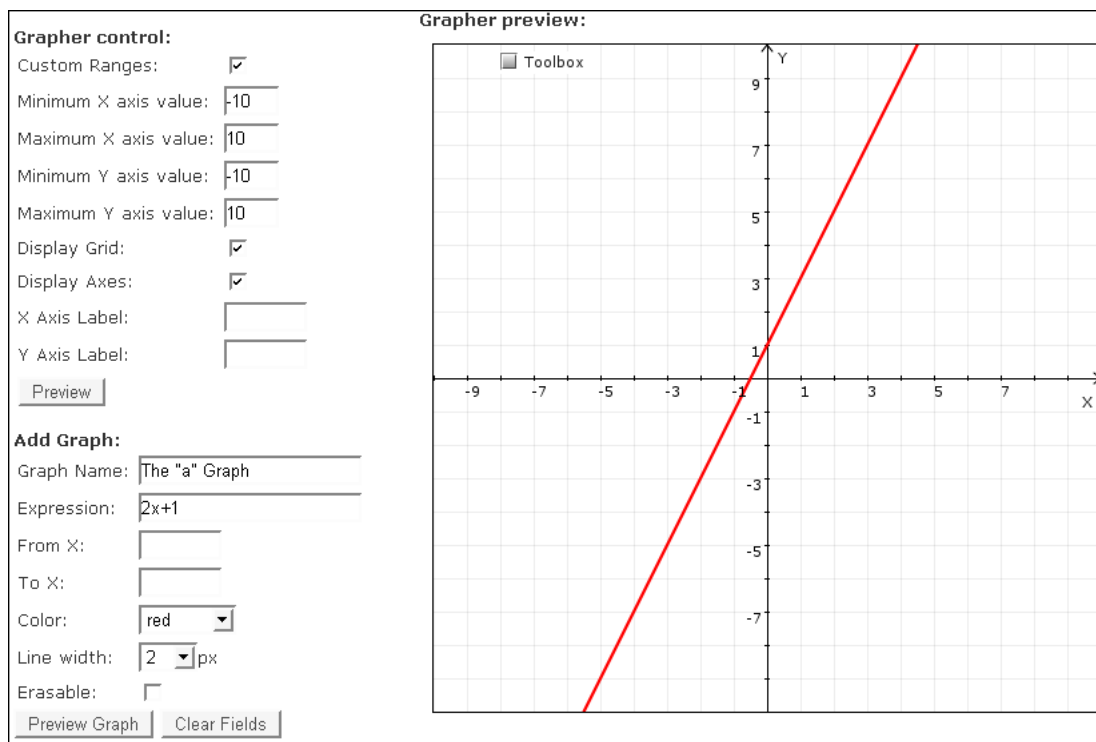 Grapher control:
Custom Ranges:
Minimum X axis value: -10
Maximum X axis value: 10
Minimum Y axis value: -10
Maximum Y axis value: 10
Display Grid:
Display Axes:
X Axis Label:
Y Axis Label:
Preview
Add Graph:
Graph Name: The "a" Graph
Expression: 2x+1
From X:
To X:
Color: red
Line width: 2 px
Erasable:
Preview Graph Clear Fields
Grapher preview:
Toolbox
Y
9
7
5
3
1
-9 -7 -5 -3 -1 1 3 5 7
X
-1
-3
-5
-7